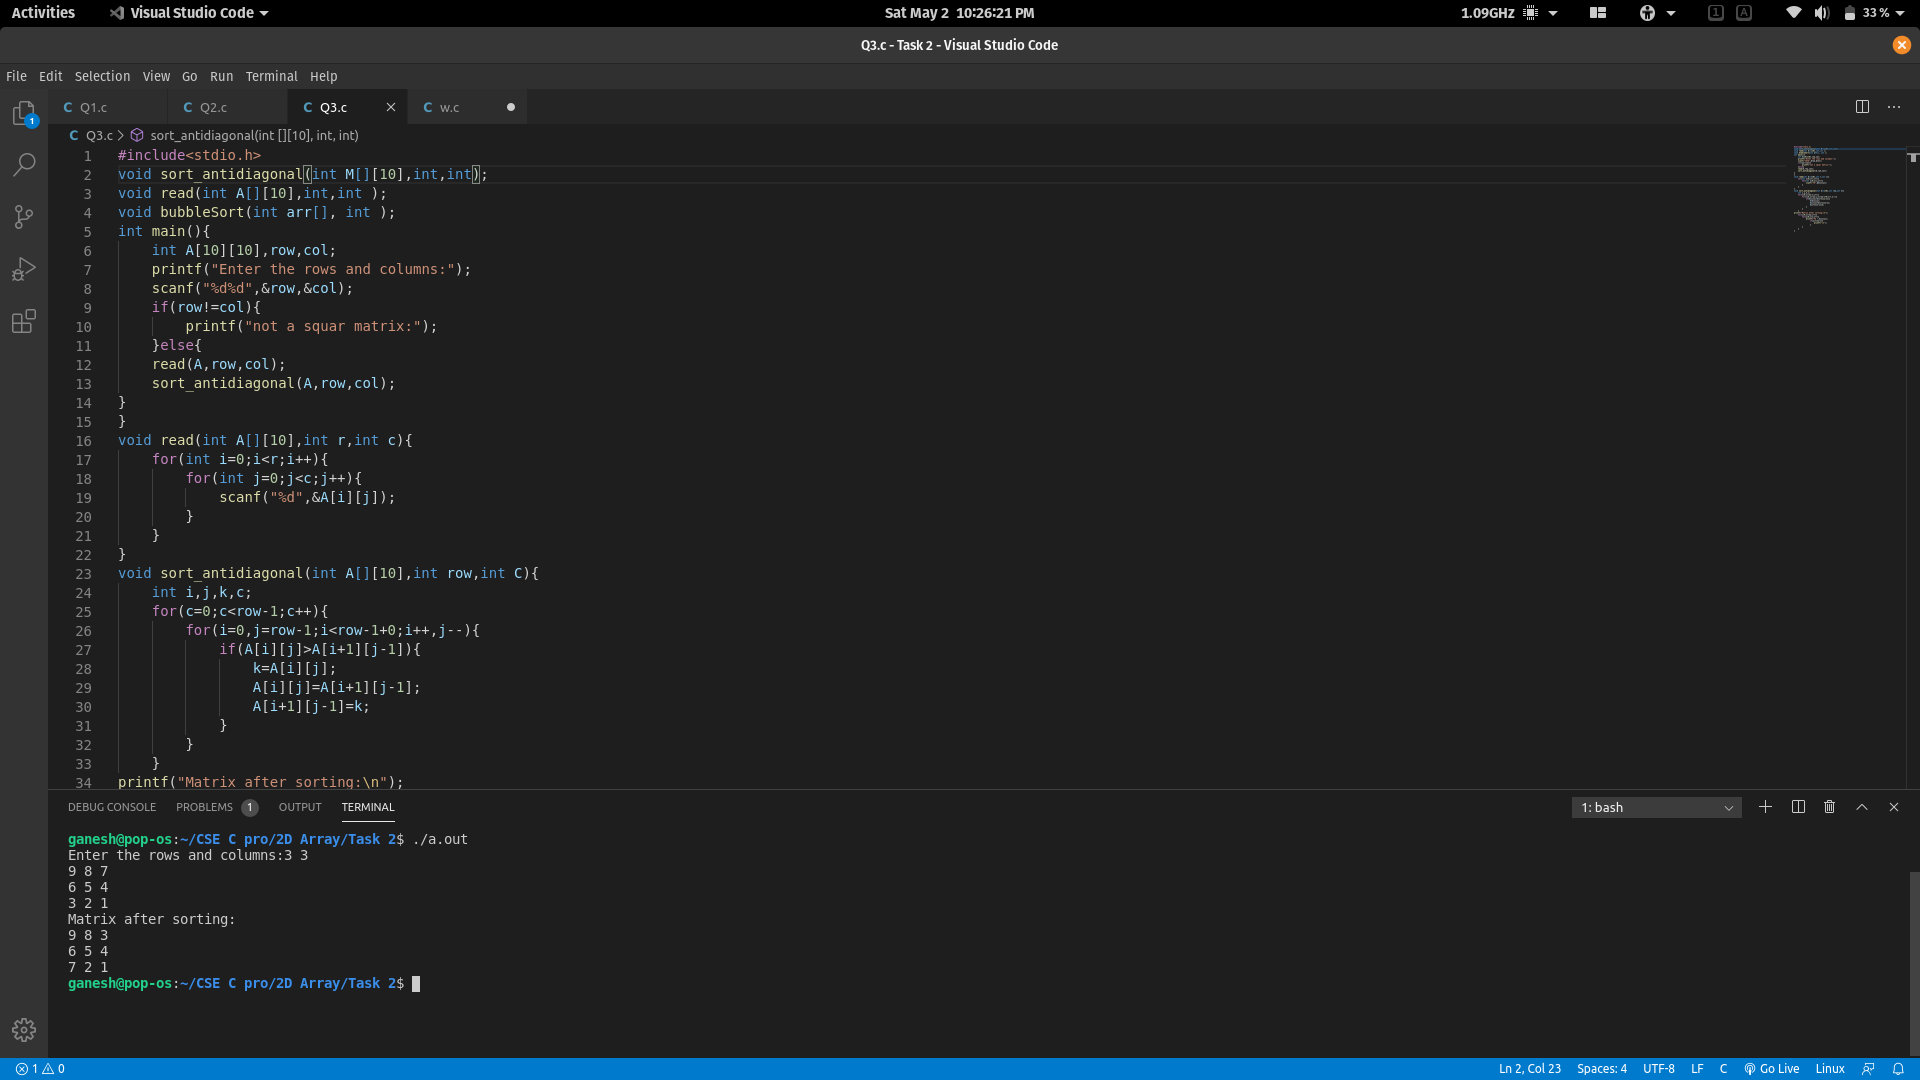 Activities Visual Studio Code Sat May 2 10:26:21 PM 1.09GHz 1 A 33 %
Q3.c - Task 2 - Visual Studio Code
File Edit Selection View Go Run Terminal Help
C Q1.c C Q2.c C Q3.c C w.c
C Q3.c > sort_antidiagonal(int [][10], int, int)
1 #include<stdio.h>
2 void sort_antidiagonal(int M[][10],int,int);
3 void read(int A[][10],int,int );
4 void bubbleSort(int arr[], int );
5 int main(){
6 int A[10][10],row,col;
7 printf("Enter the rows and columns:");
8 scanf("%d%d",&row,&col);
9 if(row!=col){
10 printf("not a squar matrix:");
11 }else{
12 read(A,row,col);
13 sort_antidiagonal(A,row,col);
14 }
15 }
16 void read(int A[][10],int r,int c){
17 for(int i=0;i<r;i++){
18 for(int j=0;j<c;j++){
19 scanf("%d",&A[i][j]);
20 }
21 }
22 }
23 void sort_antidiagonal(int A[][10],int row,int C){
24 int i,j,k,c;
25 for(c=0;c<row-1;c++){
26 for(i=0,j=row-1;i<row-1+0;i++,j--){
27 if(A[i][j]>A[i+1][j-1]){
28 k=A[i][j];
29 A[i][j]=A[i+1][j-1];
30 A[i+1][j-1]=k;
31 }
32 }
33 }
34 printf("Matrix after sorting:\n");
DEBUG CONSOLE PROBLEMS 1 OUTPUT TERMINAL 1: bash
ganesh@pop-os:~/CSE C pro/2D Array/Task 2$ ./a.out
Enter the rows and columns:3 3
9 8 7
6 5 4
3 2 1
Matrix after sorting:
9 8 3
6 5 4
7 2 1
ganesh@pop-os:~/CSE C pro/2D Array/Task 2$
1 0 Ln 2, Col 23 Spaces: 4 UTF-8 LF C Go Live Linux